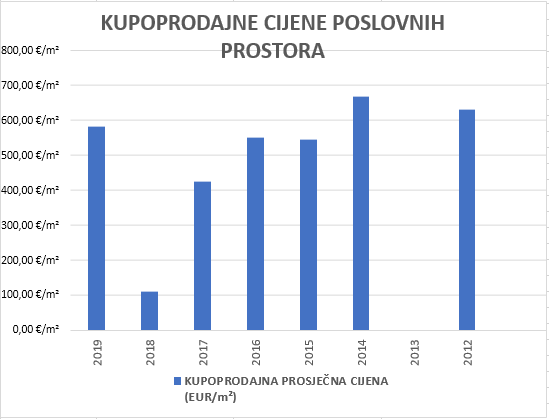 KUPOPRODAJNE CIJENE POSLOVNIH
PROSTORA
800,00 €/m²
700,00 €/m²
600,00 €/m²
500,00 €/m²
400,00 €/m²
300,00 €/m²
200,00 €/m²
100,00 €/m²
0,00 €/m²
2019
2018
2017
2016
2015
2014
2013
2012
KUPOPRODAJNA PROSJEČNA CIJENA
(EUR/m²)